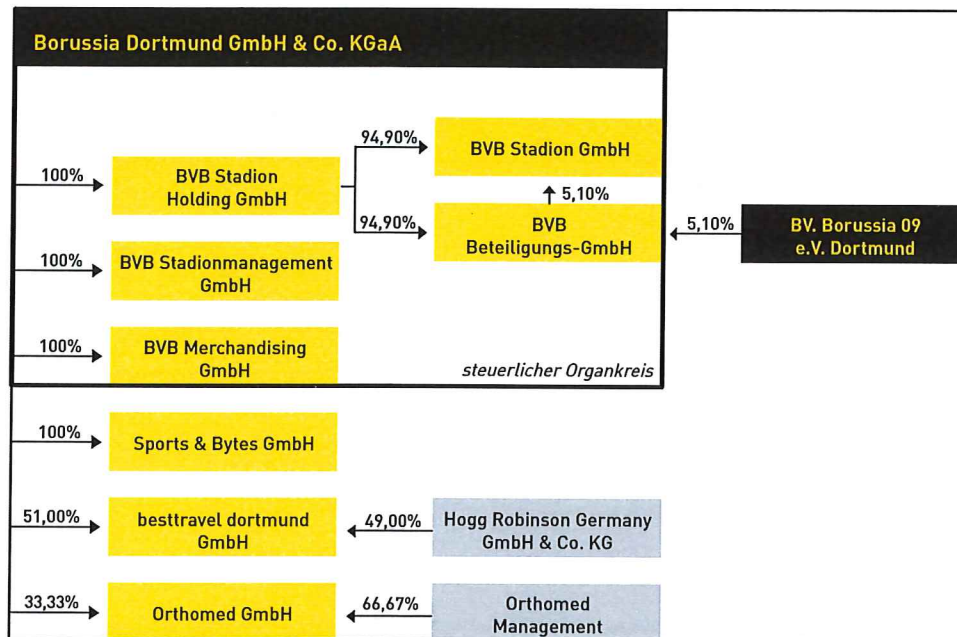 Borussia Dortmund GmbH & Co. KGaA
94,90%
BVB Stadion GmbH
100%
BVB Stadion
Holding GmbH
5,10%
94,90%
BVB
Beteiligungs-GmbH
5,10%
BV. Borussia 09
e.V. Dortmund
100%
BVB Stadionmanagement
GmbH
100%
BVB Merchandising
GmbH
steuerlicher Organkreis
100%
Sports & Bytes GmbH
51,00%
besttravel dortmund
GmbH
49,00%
Hogg Robinson Germany
GmbH & Co. KG
33,33%
Orthomed GmbH
66,67%
Orthomed
Management